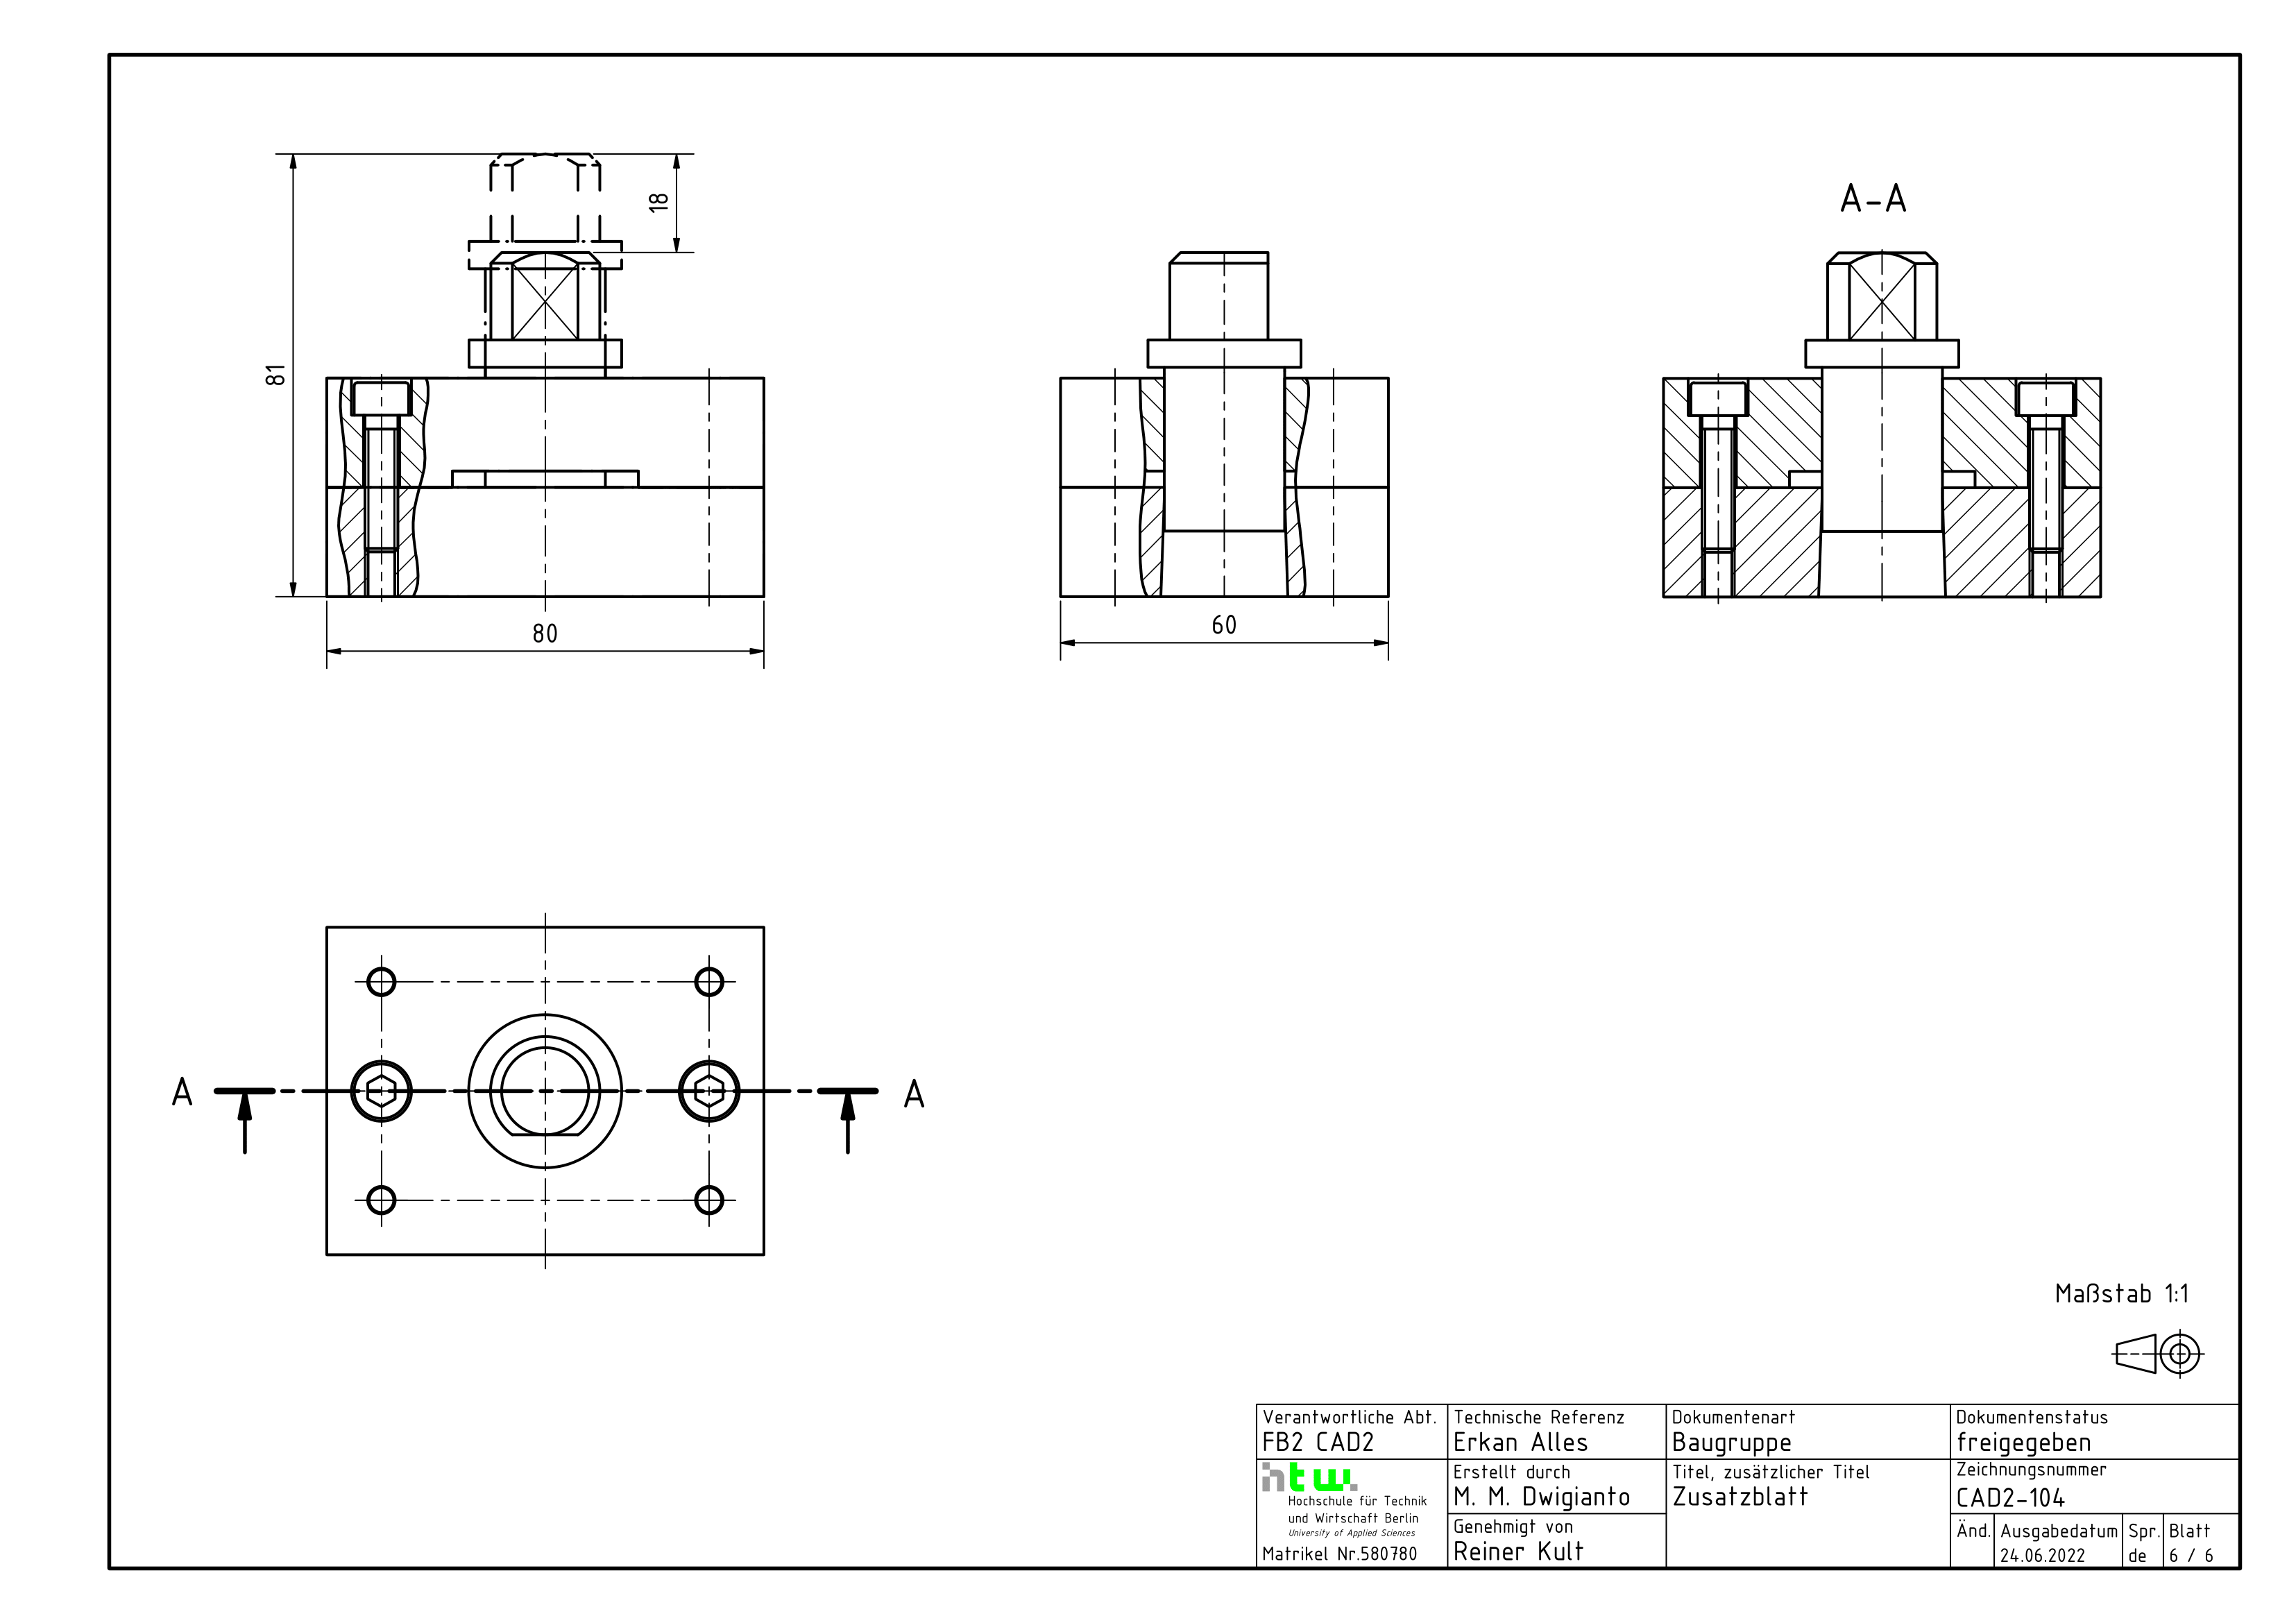 A-A
18
81
80
60
A
A
Maßstab 1:1
Verantwortliche Abt.
FB2 CAD2
Technische Referenz
Erkan Alles
Dokumentenart
Baugruppe
Dokumentenstatus
freigegeben
htw.
Hochschule für Technik
und Wirtschaft Berlin
University of Applied Sciences
Matrikel Nr.580780
Erstellt durch
M. M. Dwigianto
Genehmigt von
Reiner Kult
Titel, zusätzlicher Titel
Zusatzblatt
Zeichnungsnummer
CAD2-104
Änd.
Ausgabedatum
24.06.2022
Spr.
de
Blatt
6 / 6